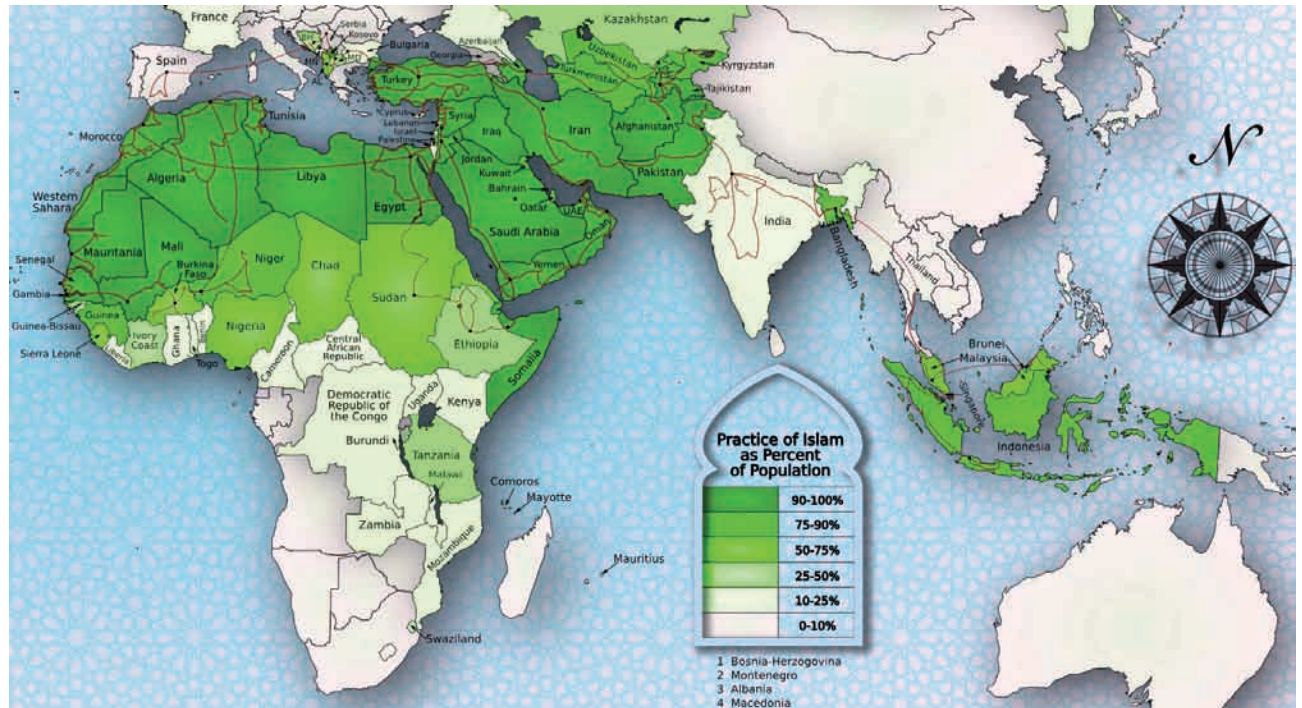 France
Serbia
Kosovo
Kazakhstan
Azerbaijan
Bulgaria
Georgia
Spain
Uzbekistan
Turkmenistan
Kyrgyzstan
Tajikistan
AL
Turkey
Tunisia
Cyprus
Lebanon
Israel
Palestine
Syria
Iraq
Iran
Afghanistan
Morocco
Jordan
Kuwait
Pakistan
Algeria
Libya
Egypt
Bahrain
Qatar
UAE
Oman
Saudi Arabia
Yemen
India
Bangladesh
Thailand
Western
Sahara
Mauritania
Mali
Niger
Chad
Sudan
Senegal
Burkina
Faso
Gambia
Guinea
Guinea-Bissau
Sierra Leone
Liberia
Ivory
Coast
Ghana
Benin
Togo
Nigeria
Cameroon
Central
African
Republic
Ethiopia
Somalia
Democratic
Republic of
the Congo
Uganda
Kenya
Burundi
Tanzania
Malawi
Comoros
Mayotte
Zambia
Mozambique
Mauritius
Swaziland
Brunei
Malaysia
Singapore
Indonesia
N
Practice of Islam
as Percent
of Population
90-100%
75-90%
50-75%
25-50%
10-25%
0-10%
1 Bosnia-Herzogovina
2 Montenegro
3 Albania
4 Macedonia